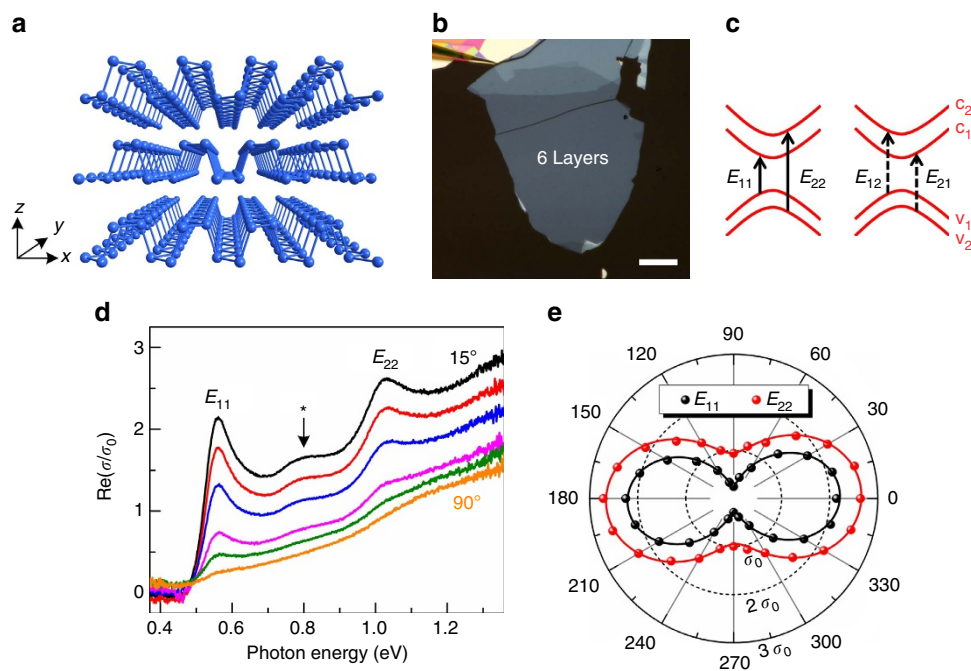 a
z
y
x
b
6 Layers
c
c₂
c₁
E₁₁
E₂₂
E₁₂
E₂₁
v₁
v₂
d
Re(σ/σ₀)
3
2
1
0
E₁₁
*
E₂₂
15°
90°
0.4
0.6
0.8
1.0
1.2
Photon energy (eV)
e
90
120
60
E₁₁
E₂₂
150
30
180
0
σ₀
210
2 σ₀
330
240
3 σ₀
300
270